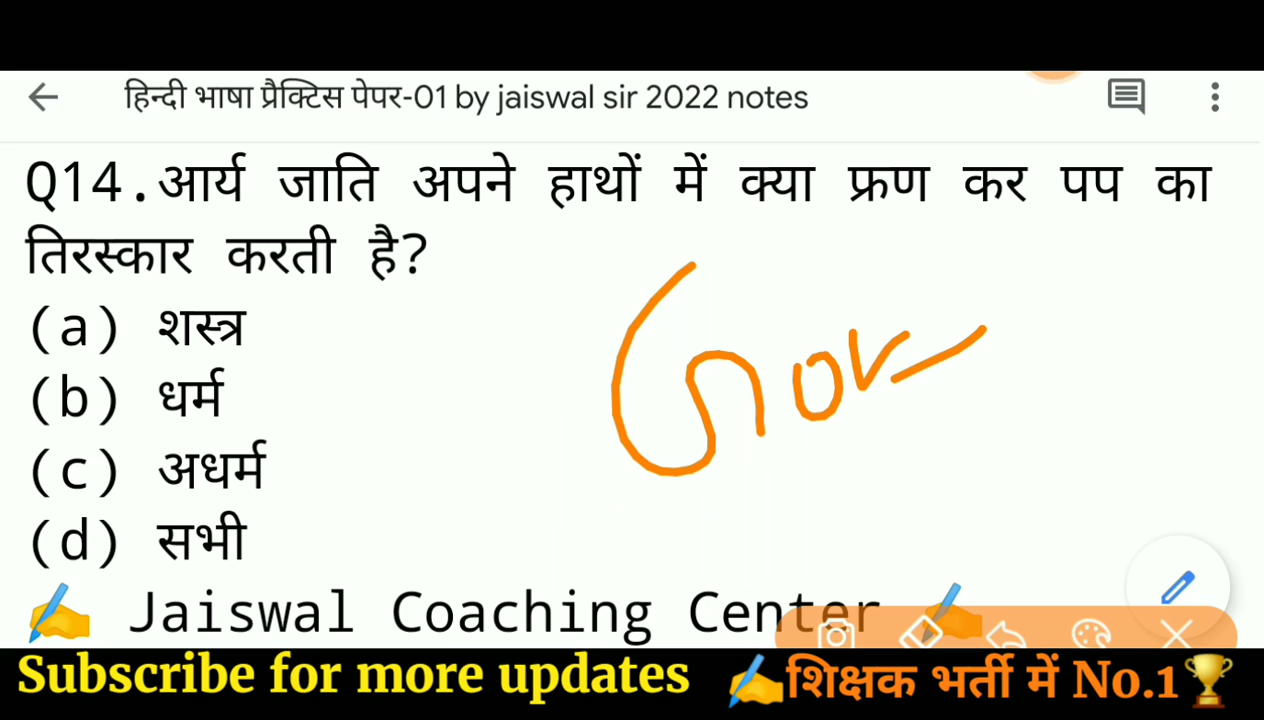 हिन्दी भाषा प्रैक्टिस पेपर-01 by jaiswal sir 2022 notes
Q14.आर्य जाति अपने हाथों में क्या फ्रण कर पप का
तिरस्कार करती है?
(a) शस्त्र
(b) धर्म
(c) अधर्म
(d) सभी
✍ Jaiswal Coaching Center ✍
Subscribe for more updates ✍शिक्षक भर्ती में No.1🏆